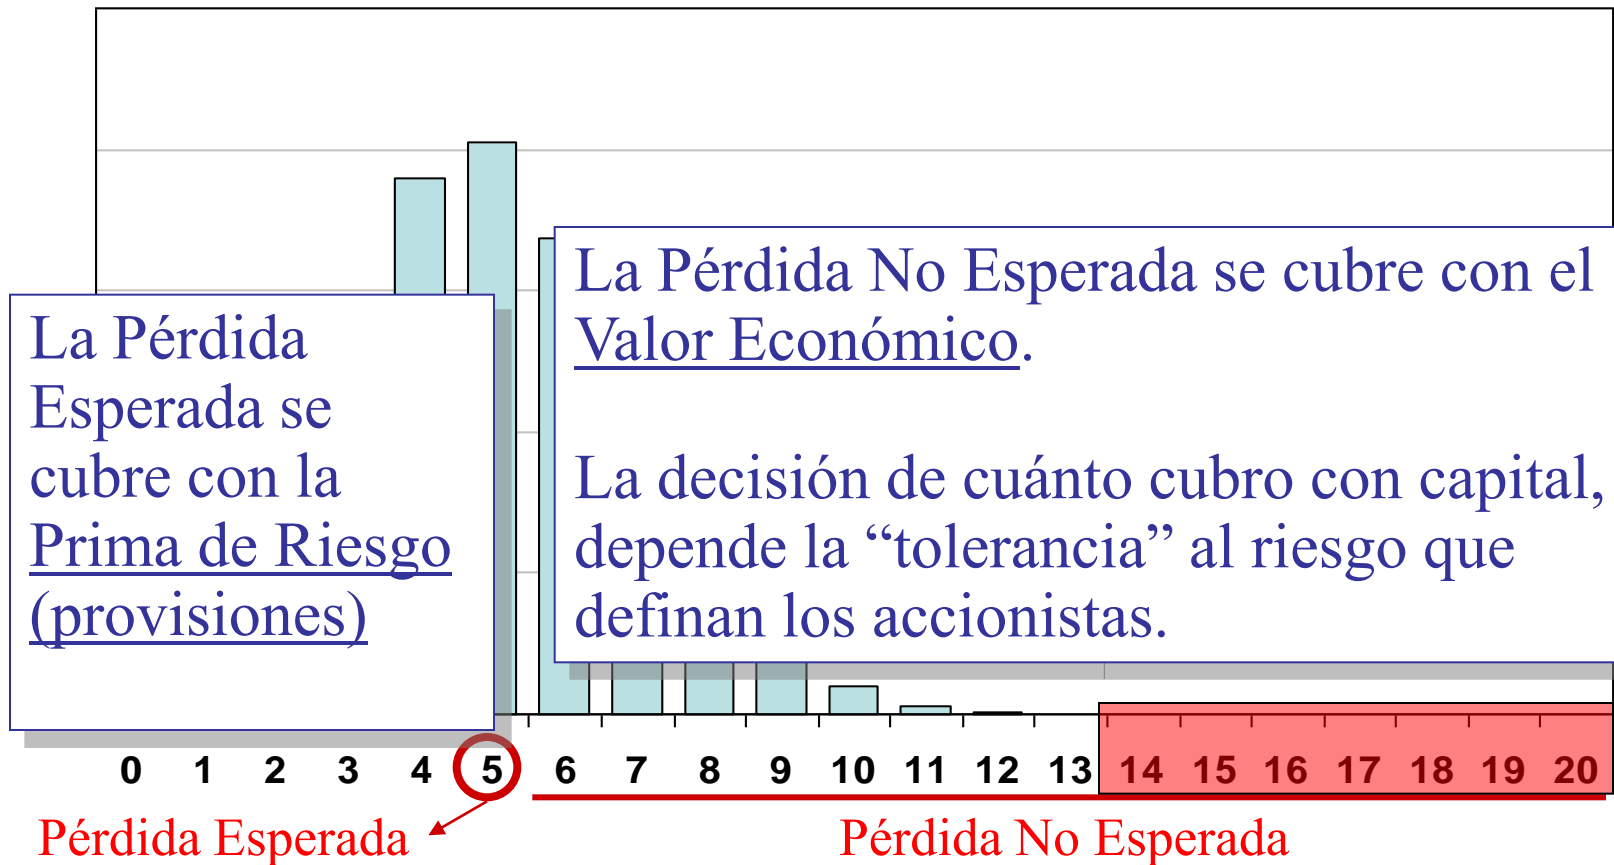 La Pérdida
Esperada se
cubre con la
Prima de Riesgo
(provisiones)
La Pérdida No Esperada se cubre con el
Valor Económico.
La decisión de cuánto cubro con capital,
depende la “tolerancia” al riesgo que
definan los accionistas.
0 1 2 3 4 5 6 7 8 9 10 11 12 13 14 15 16 17 18 19 20
Pérdida Esperada
Pérdida No Esperada